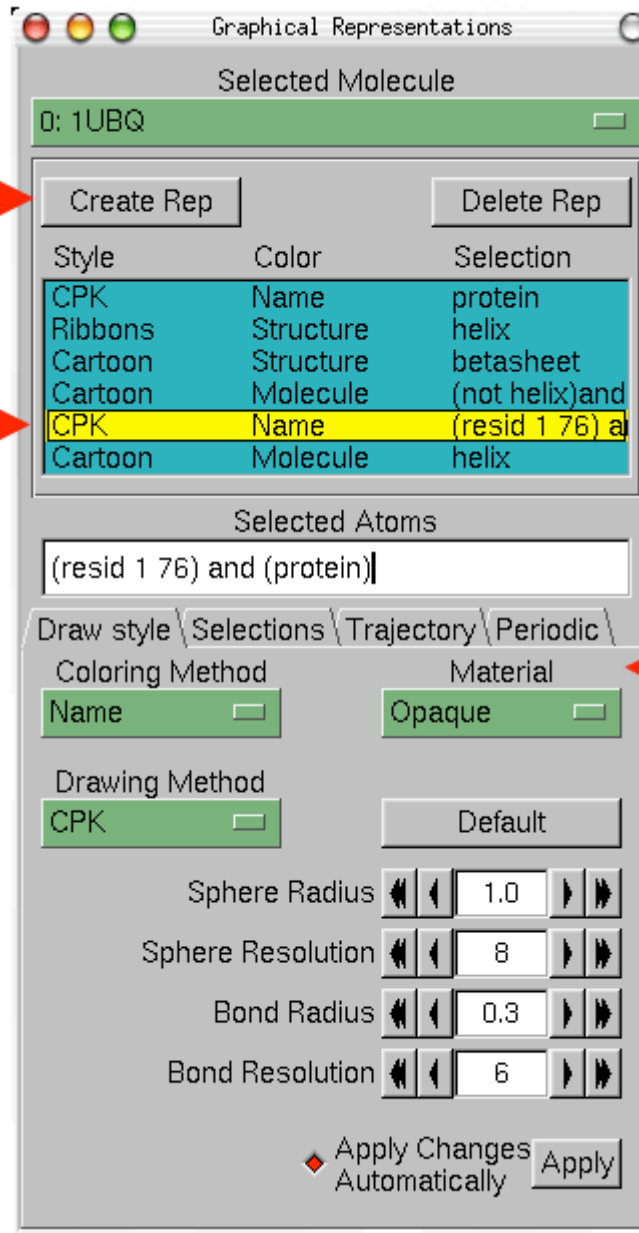 Graphical Representations
Selected Molecule
0: 1UBQ
Create Rep Delete Rep
Style Color Selection
CPK Name protein
Ribbons Structure helix
Cartoon Structure betasheet
Cartoon Molecule (not helix)and
CPK Name (resid 1 76) a
Cartoon Molecule helix
Selected Atoms
(resid 1 76) and (protein)
Draw style Selections Trajectory Periodic
Coloring Method Material
Name Opaque
Drawing Method
CPK Default
Sphere Radius 1.0
Sphere Resolution 8
Bond Radius 0.3
Bond Resolution 6
Apply Changes
Automatically Apply